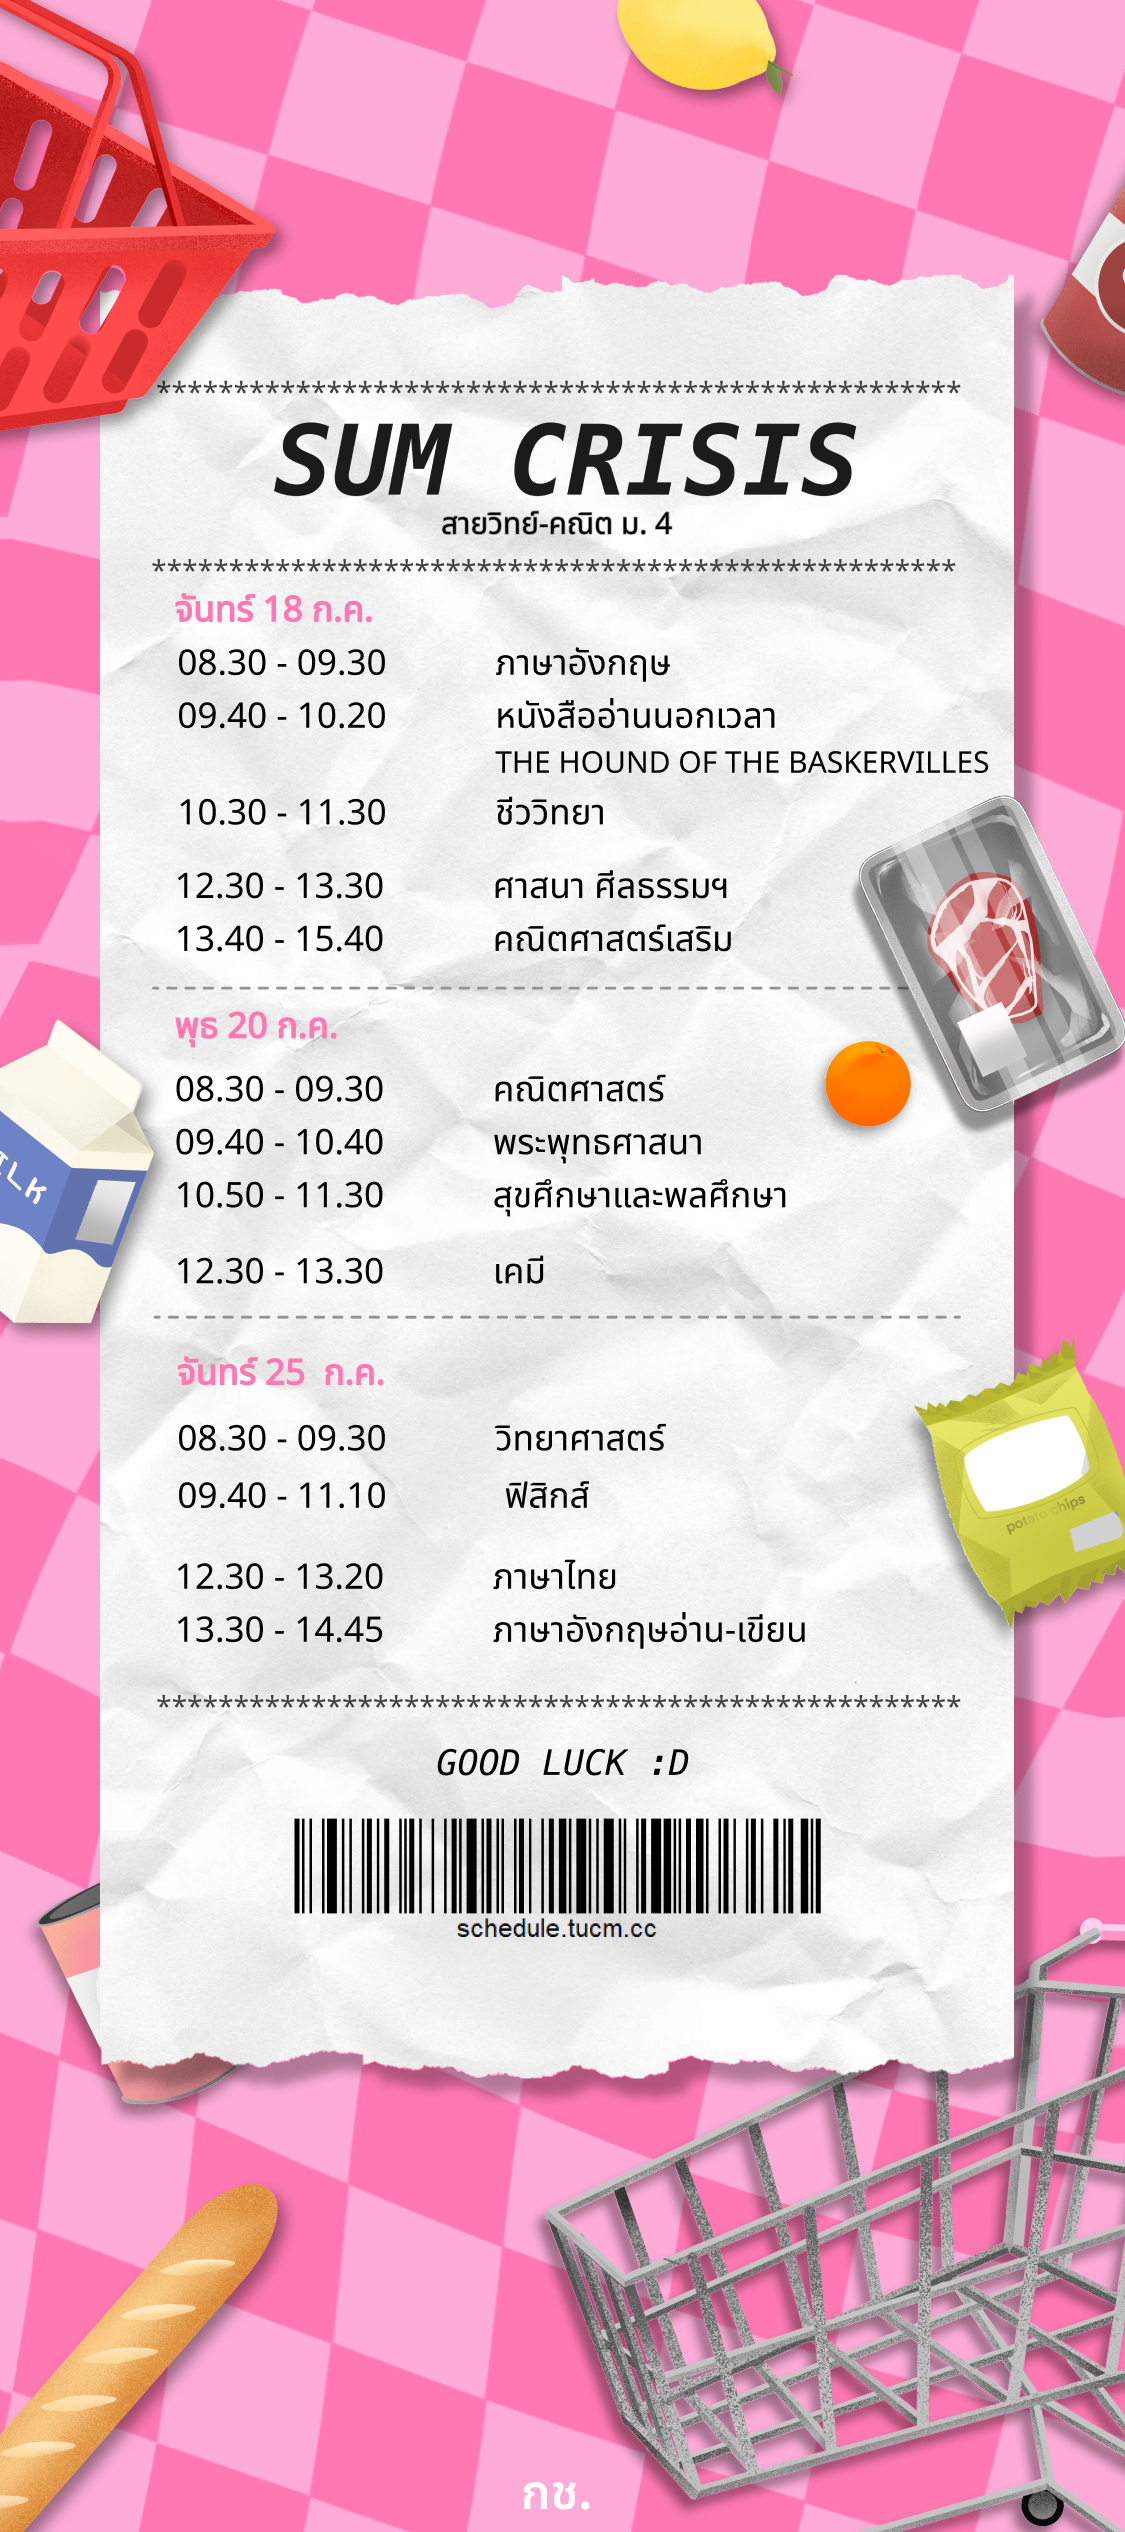 ****************************************************
SUM CRISIS
สายวิทย์-คณิต ม. 4
****************************************************
จันทร์ 18 ก.ค.
08.30 - 09.30 ภาษาอังกฤษ
09.40 - 10.20 หนังสืออ่านนอกเวลา
THE HOUND OF THE BASKERVILLES
10.30 - 11.30 ชีววิทยา
12.30 - 13.30 ศาสนา ศีลธรรมฯ
13.40 - 15.40 คณิตศาสตร์เสริม
พุธ 20 ก.ค.
08.30 - 09.30 คณิตศาสตร์
09.40 - 10.40 พระพุทธศาสนา
10.50 - 11.30 สุขศึกษาและพลศึกษา
12.30 - 13.30 เคมี
จันทร์ 25 ก.ค.
08.30 - 09.30 วิทยาศาสตร์
09.40 - 11.10 ฟิสิกส์
12.30 - 13.20 ภาษาไทย
13.30 - 14.45 ภาษาอังกฤษอ่าน-เขียน
****************************************************
GOOD LUCK :D
schedule.tucm.cc
potato chips
กช.